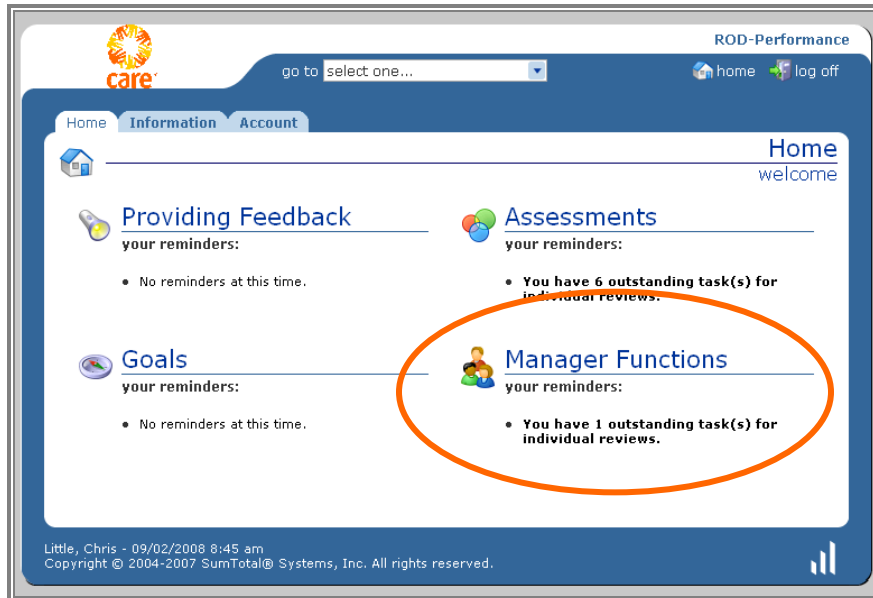 ROD-Performance
care
go to select one...
home log off
Home Information Account
Home
welcome
Providing Feedback
your reminders:
• No reminders at this time.
Assessments
your reminders:
• You have 6 outstanding task(s) for
individual reviews.
Goals
your reminders:
• No reminders at this time.
Manager Functions
your reminders:
• You have 1 outstanding task(s) for
individual reviews.
Little, Chris - 09/02/2008 8:45 am
Copyright © 2004-2007 SumTotal® Systems, Inc. All rights reserved.